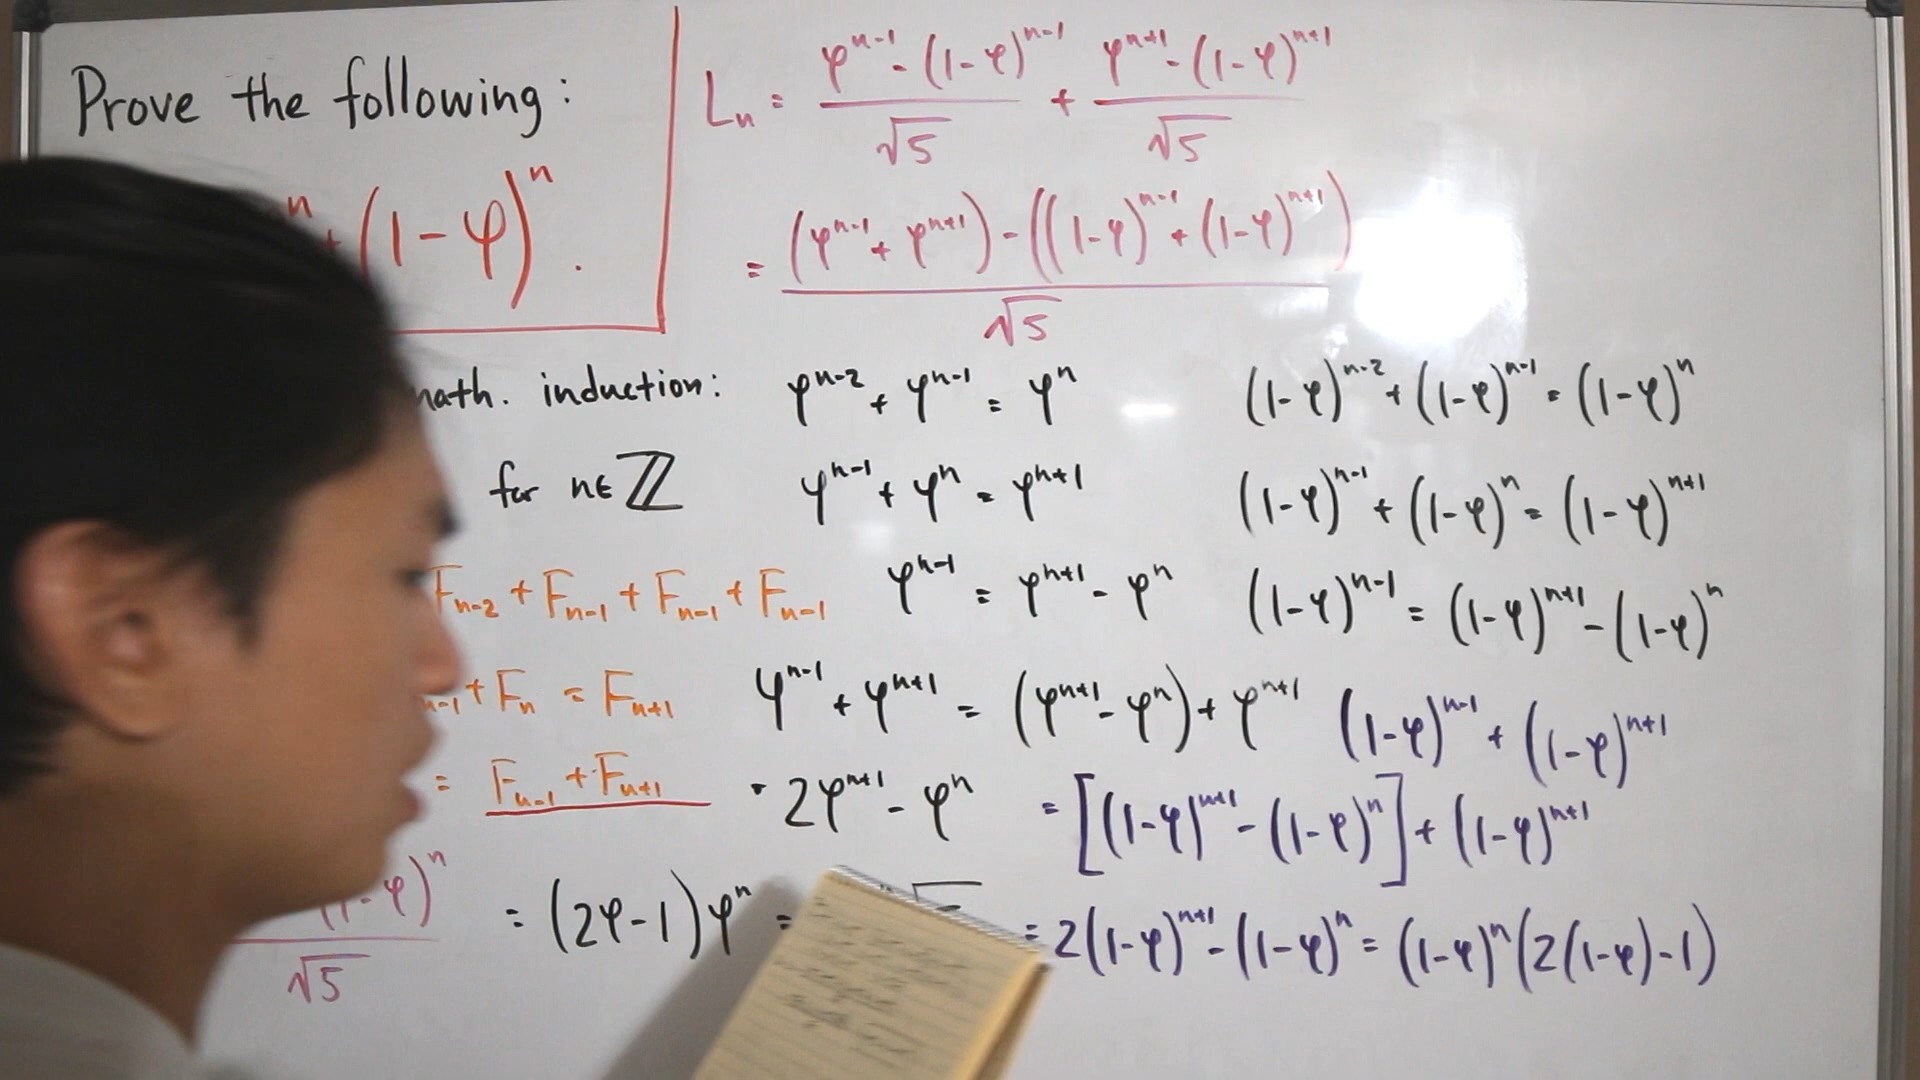 Prove the following:
n + (1-φ)^n.
math. induction:
for n∈ℤ
F_{n-2} + F_{n-1} + F_{n-1} + F_{n-1}
n-1 + F_n = F_{n+1}
= F_{n-1} + F_{n+1}
(1-φ)^n
√5
L_n = (φ^{n-1} - (1-φ)^{n-1})/√5 + (φ^{n+1} - (1-φ)^{n+1})/√5
= ((φ^{n-1} + φ^{n+1}) - ((1-φ)^{n-1} + (1-φ)^{n+1}))/√5
φ^{n-2} + φ^{n-1} = φ^n
φ^{n-1} + φ^n = φ^{n+1}
φ^{n-1} = φ^{n+1} - φ^n
φ^{n-1} + φ^{n+1} = (φ^{n+1} - φ^n) + φ^{n+1}
= 2φ^{n+1} - φ^n
= (2φ-1)φ^n =
(1-φ)^{n-2} + (1-φ)^{n-1} = (1-φ)^n
(1-φ)^{n-1} + (1-φ)^n = (1-φ)^{n+1}
(1-φ)^{n-1} = (1-φ)^{n+1} - (1-φ)^n
(1-φ)^{n-1} + (1-φ)^{n+1}
= [(1-φ)^{n+1} - (1-φ)^n] + (1-φ)^{n+1}
= 2(1-φ)^{n+1} - (1-φ)^n = (1-φ)^n(2(1-φ)-1)